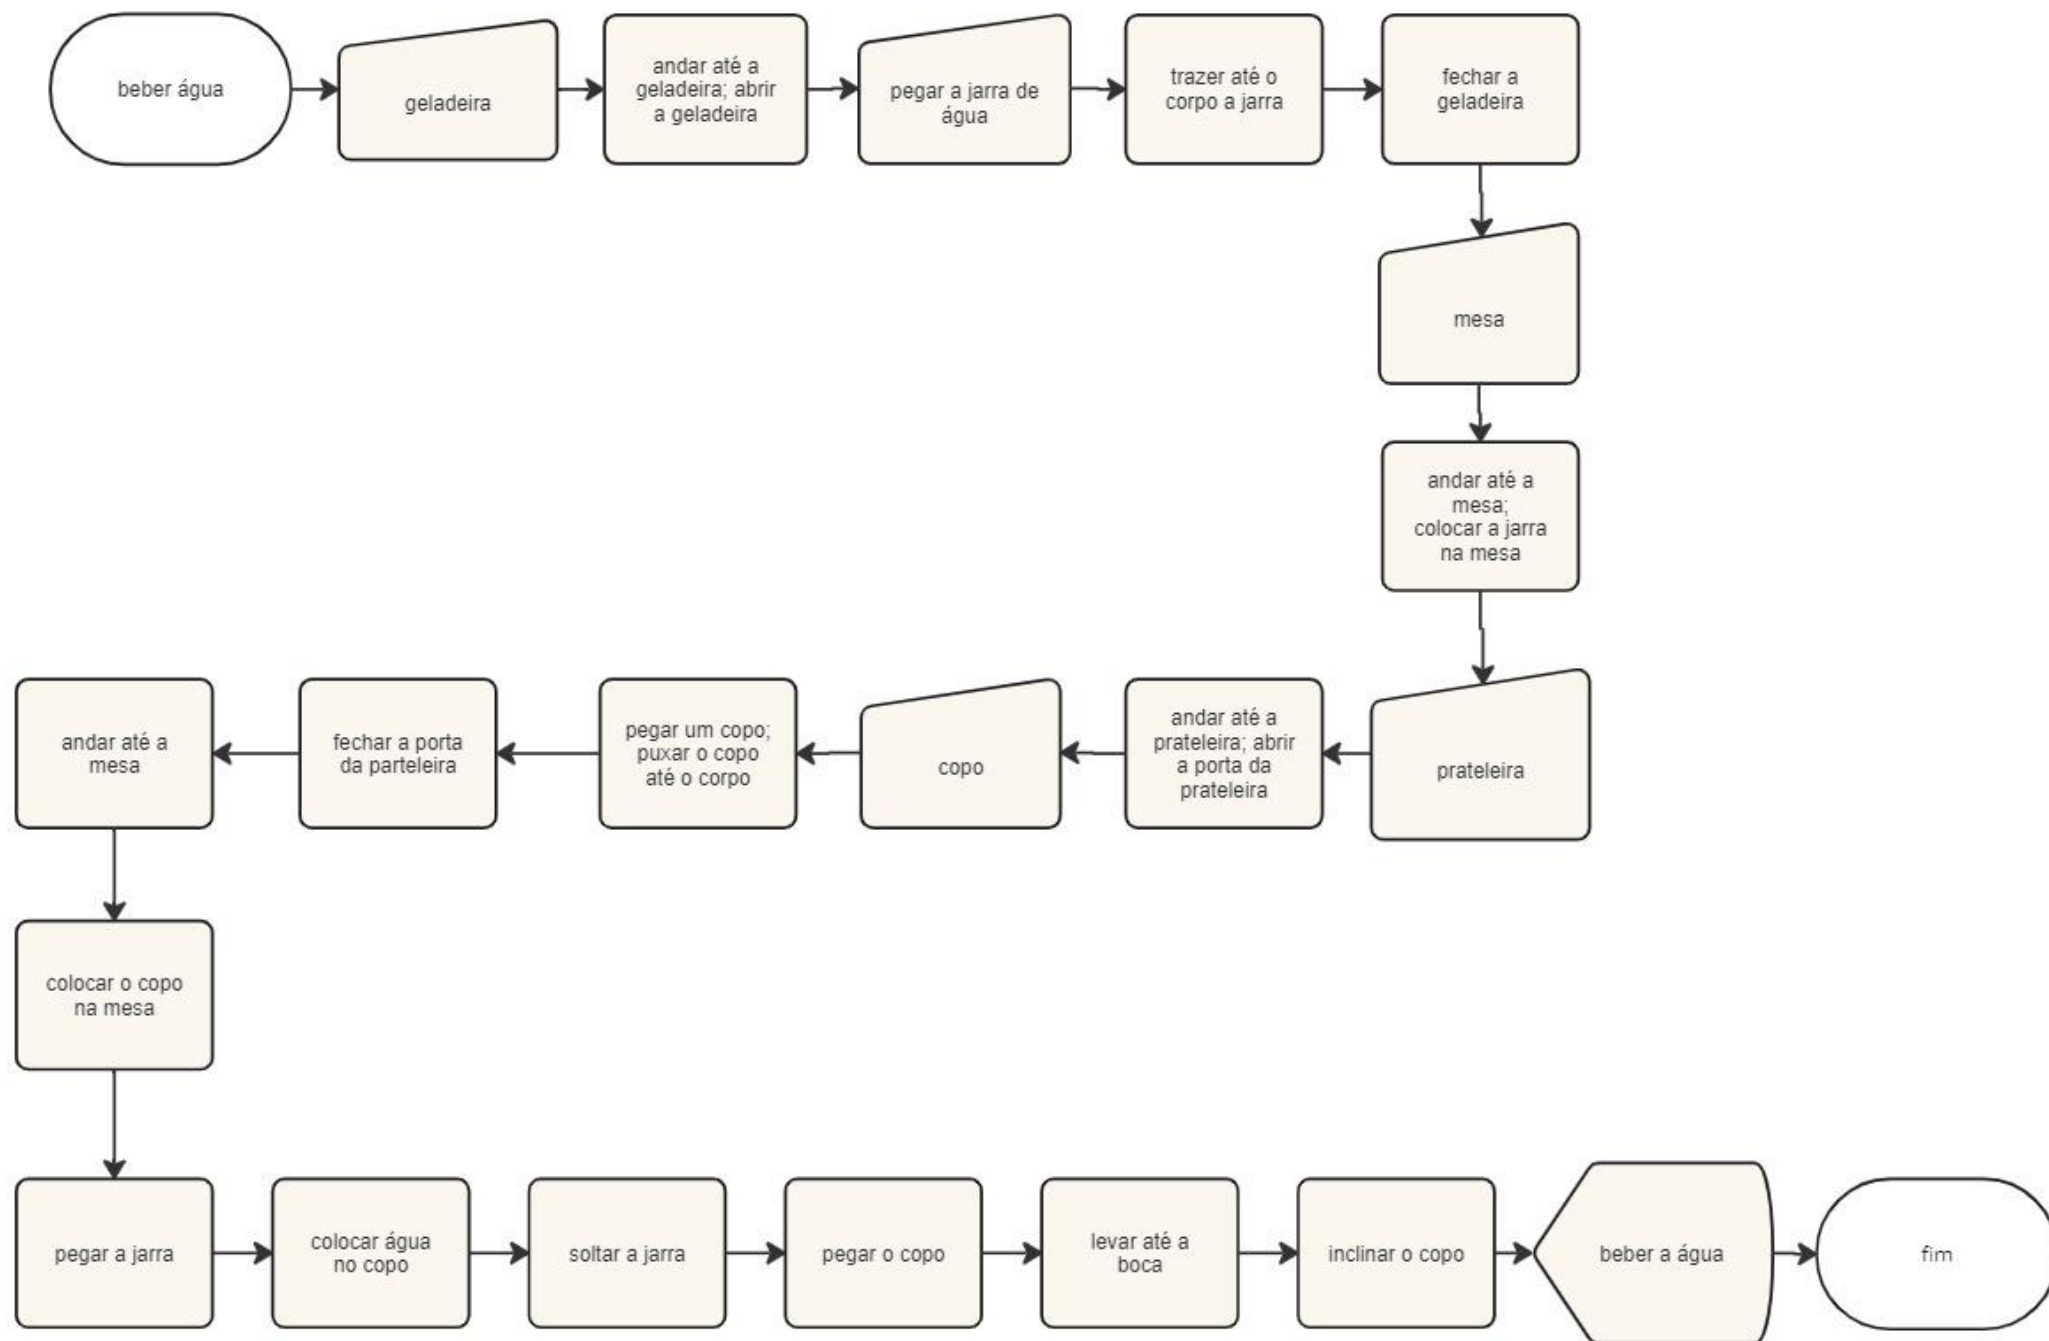 beber água
geladeira
andar até a
geladeira; abrir
a geladeira
pegar a jarra de
água
trazer até o
corpo a jarra
fechar a
geladeira
mesa
andar até a
mesa;
colocar a jarra
na mesa
prateleira
andar até a
prateleira; abrir
a porta da
prateleira
copo
pegar um copo;
puxar o copo
até o corpo
fechar a porta
da parteleira
andar até a
mesa
colocar o copo
na mesa
pegar a jarra
colocar água
no copo
soltar a jarra
pegar o copo
levar até a
boca
inclinar o copo
beber a água
fim